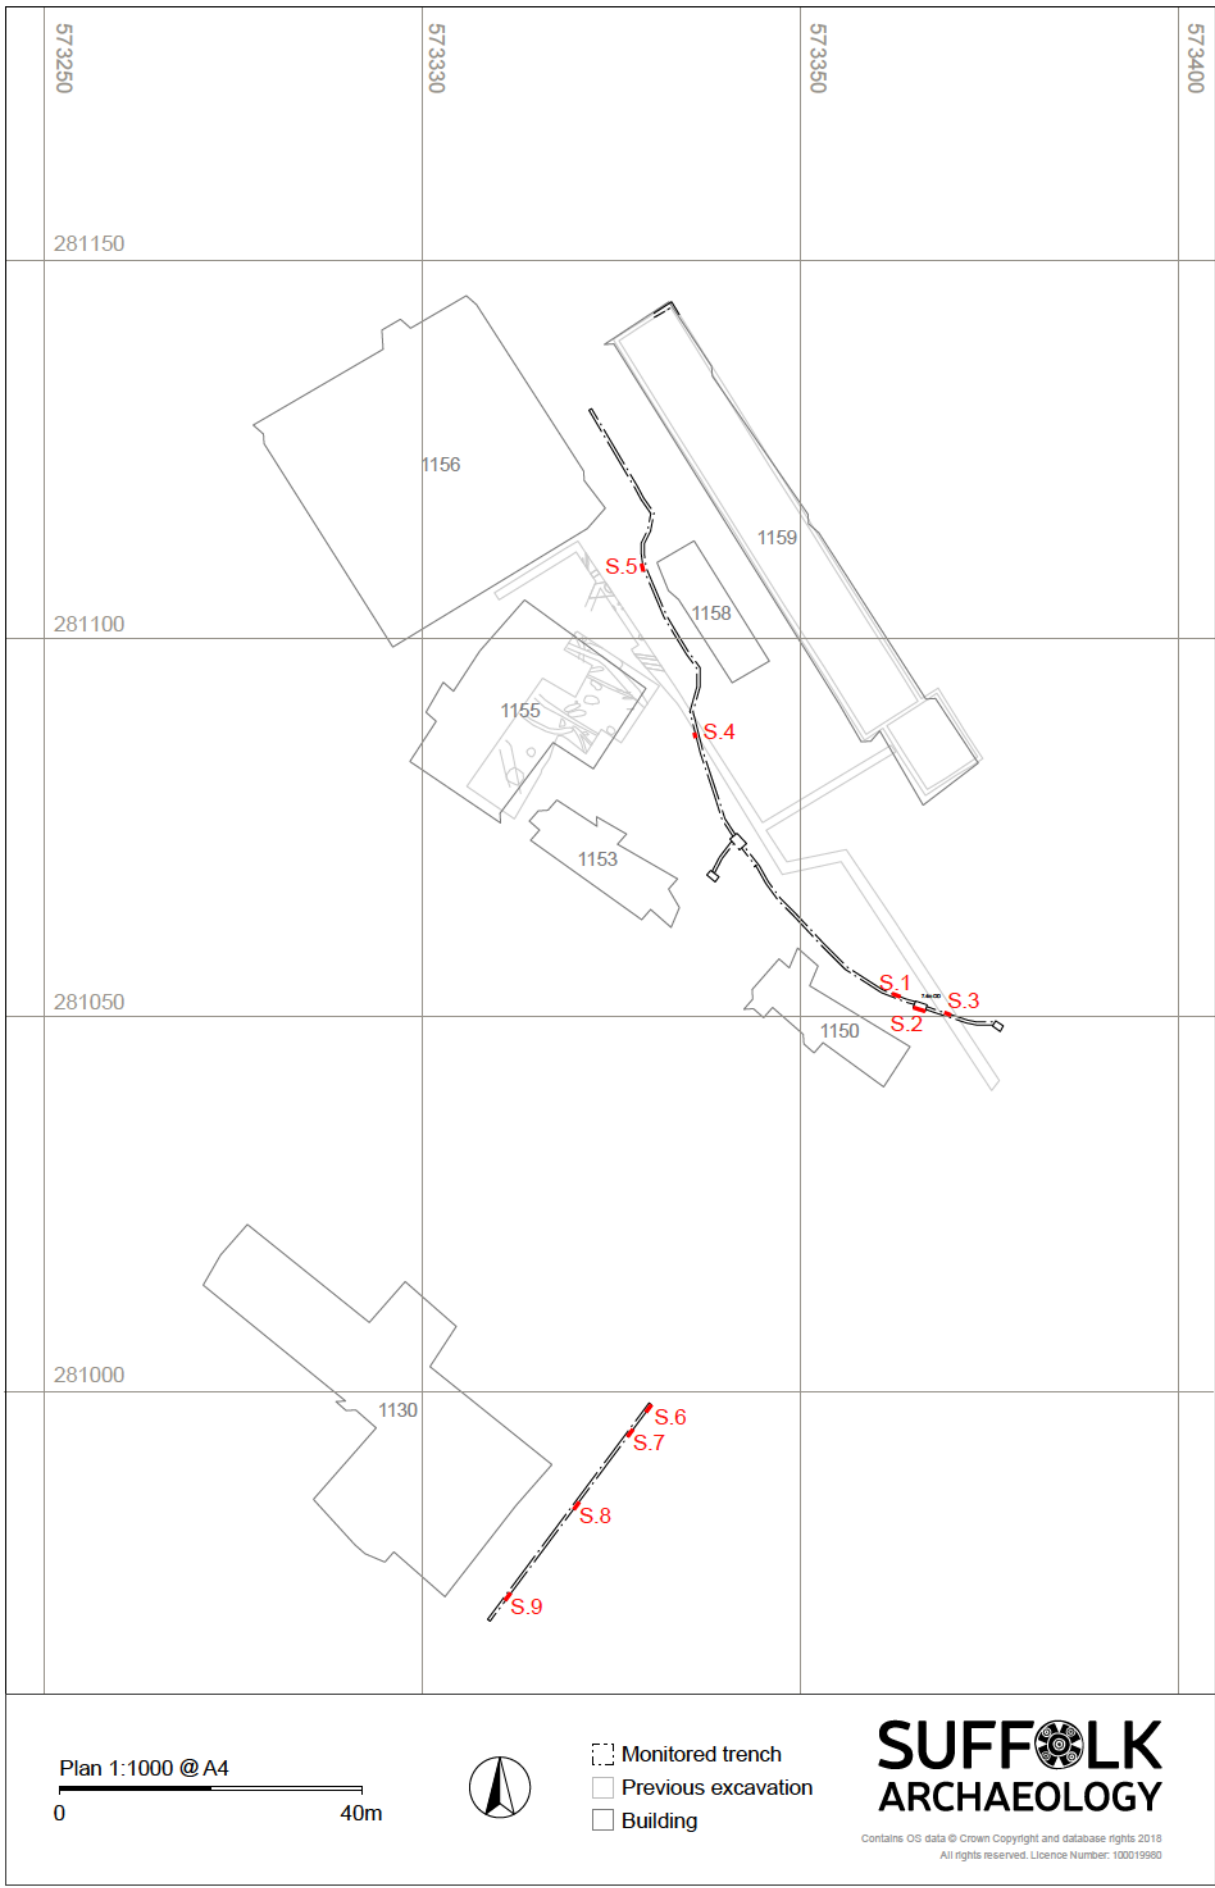 573250
573330
573350
573400
281150
1156
1159
S.5
1158
281100
1155
S.4
1153
S.1
S.3
281050
S.2
1150
281000
1130
S.6
S.7
S.8
S.9
Plan 1:1000 @ A4
0
40m
Monitored trench
Previous excavation
Building
SUFFOLK
ARCHAEOLOGY
Contains OS data © Crown Copyright and database rights 2018
All rights reserved. Licence Number: 100019980